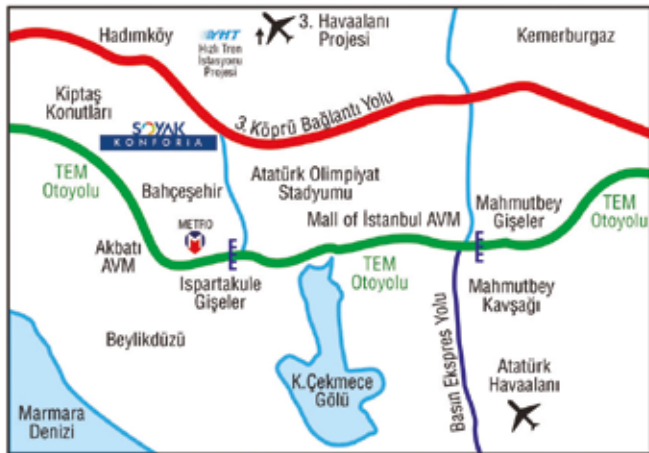 Hadımköy
YHT
Hızlı Tren
İstasyonu
Projesi
3. Havaalanı
Projesi
Kemerburgaz
Kiptaş
Konutları
SOYAK
KONFORIA
3. Köprü Bağlantı Yolu
TEM
Otoyolu
Bahçeşehir
Atatürk Olimpiyat
Stadyumu
Mahmutbey
Gişeler
TEM
Otoyolu
METRO
M
Mall of İstanbul AVM
Akbatı
AVM
Ispartakule
Gişeler
TEM
Otoyolu
Mahmutbey
Kavşağı
Basın Ekspres Yolu
Beylikdüzü
K.Çekmece
Gölü
Atatürk
Havaalanı
Marmara
Denizi